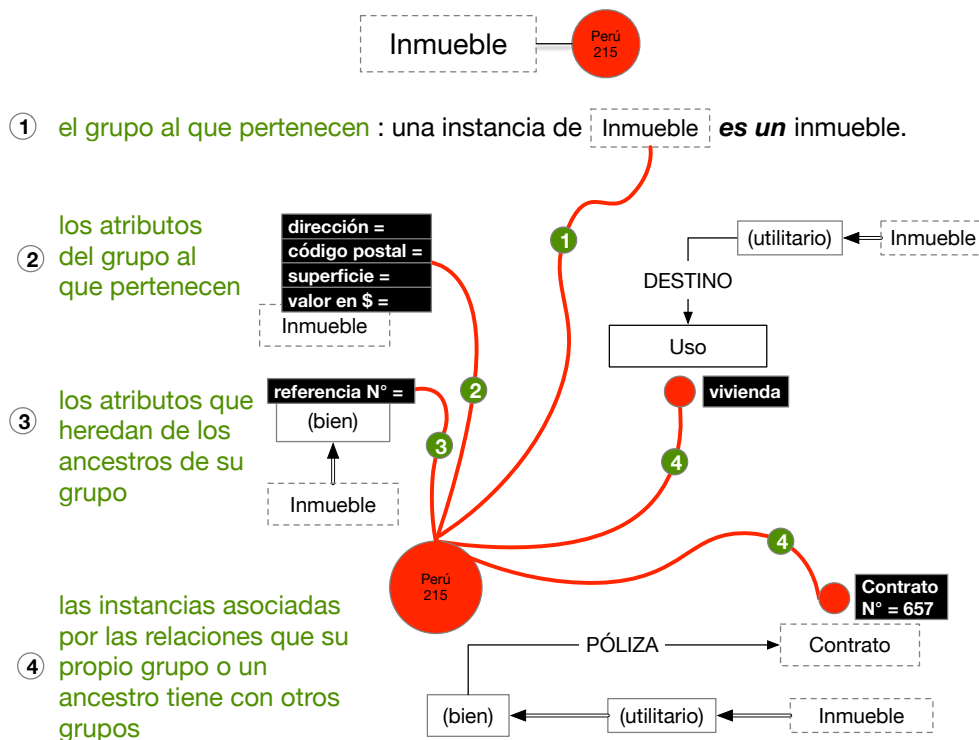 Inmueble
Perú
215
1 el grupo al que pertenecen : una instancia de Inmueble es un inmueble.
2 los atributos
del grupo al
que pertenecen
dirección =
código postal =
superficie =
valor en $ =
Inmueble
1
(utilitario)
Inmueble
DESTINO
Uso
vivienda
2
3 los atributos que
heredan de los
ancestros de su
grupo
referencia N° =
(bien)
Inmueble
3
4
4
Perú
215
Contrato
N° = 657
4 las instancias asociadas
por las relaciones que su
propio grupo o un
ancestro tiene con otros
grupos
PÓLIZA
Contrato
(bien)
(utilitario)
Inmueble